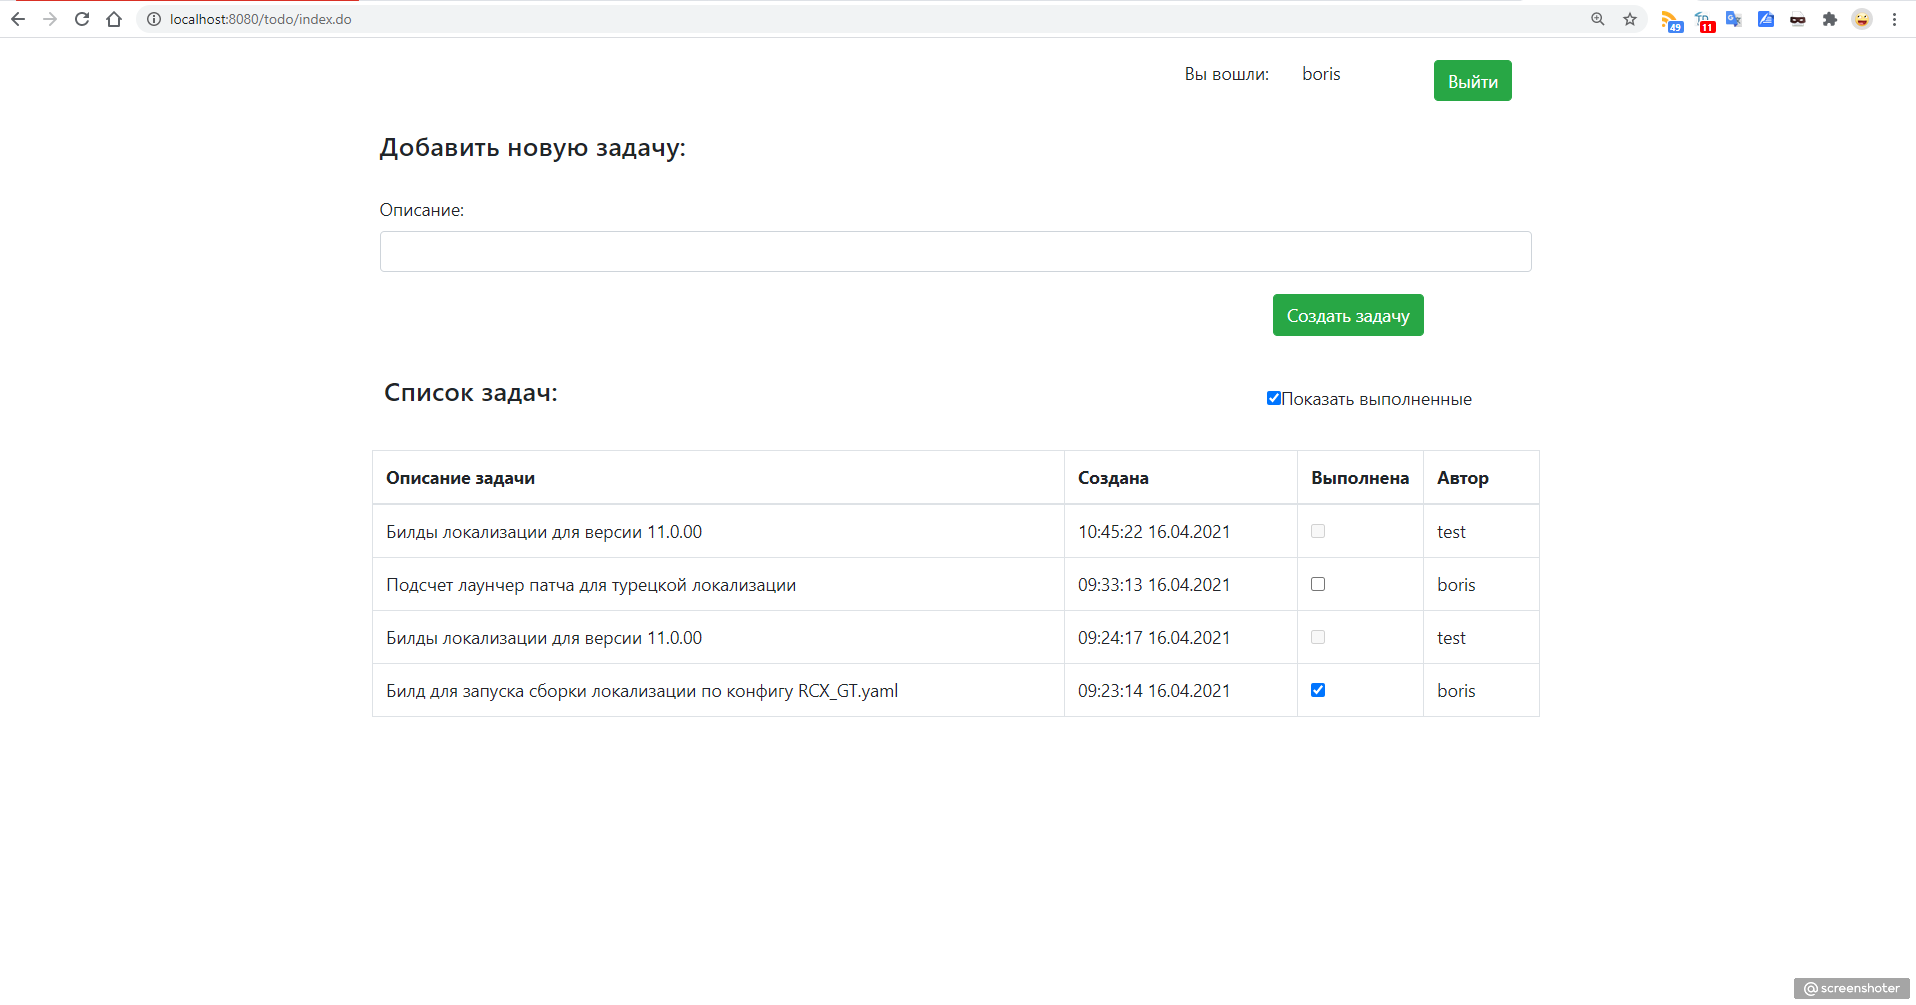 localhost:8080/todo/index.do
49
11
Вы вошли: boris Выйти
Добавить новую задачу:
Описание:
Создать задачу
Список задач: Показать выполненные
Описание задачи Создана Выполнена Автор
Билды локализации для версии 11.0.00 10:45:22 16.04.2021 test
Подсчет лаунчер патча для турецкой локализации 09:33:13 16.04.2021 boris
Билды локализации для версии 11.0.00 09:24:17 16.04.2021 test
Билд для запуска сборки локализации по конфигу RCX_GT.yaml 09:23:14 16.04.2021 boris
@screenshoter